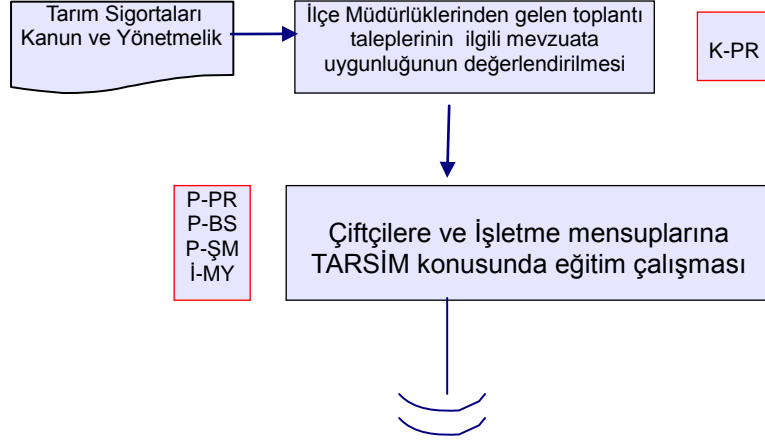 Tarım Sigortaları
Kanun ve Yönetmelik
İlçe Müdürlüklerinden gelen toplantı
taleplerinin ilgili mevzuata
uygunluğunun değerlendirilmesi
K-PR
P-PR
P-BS
P-ŞM
İ-MY
Çiftçilere ve İşletme mensuplarına
TARSİM konusunda eğitim çalışması